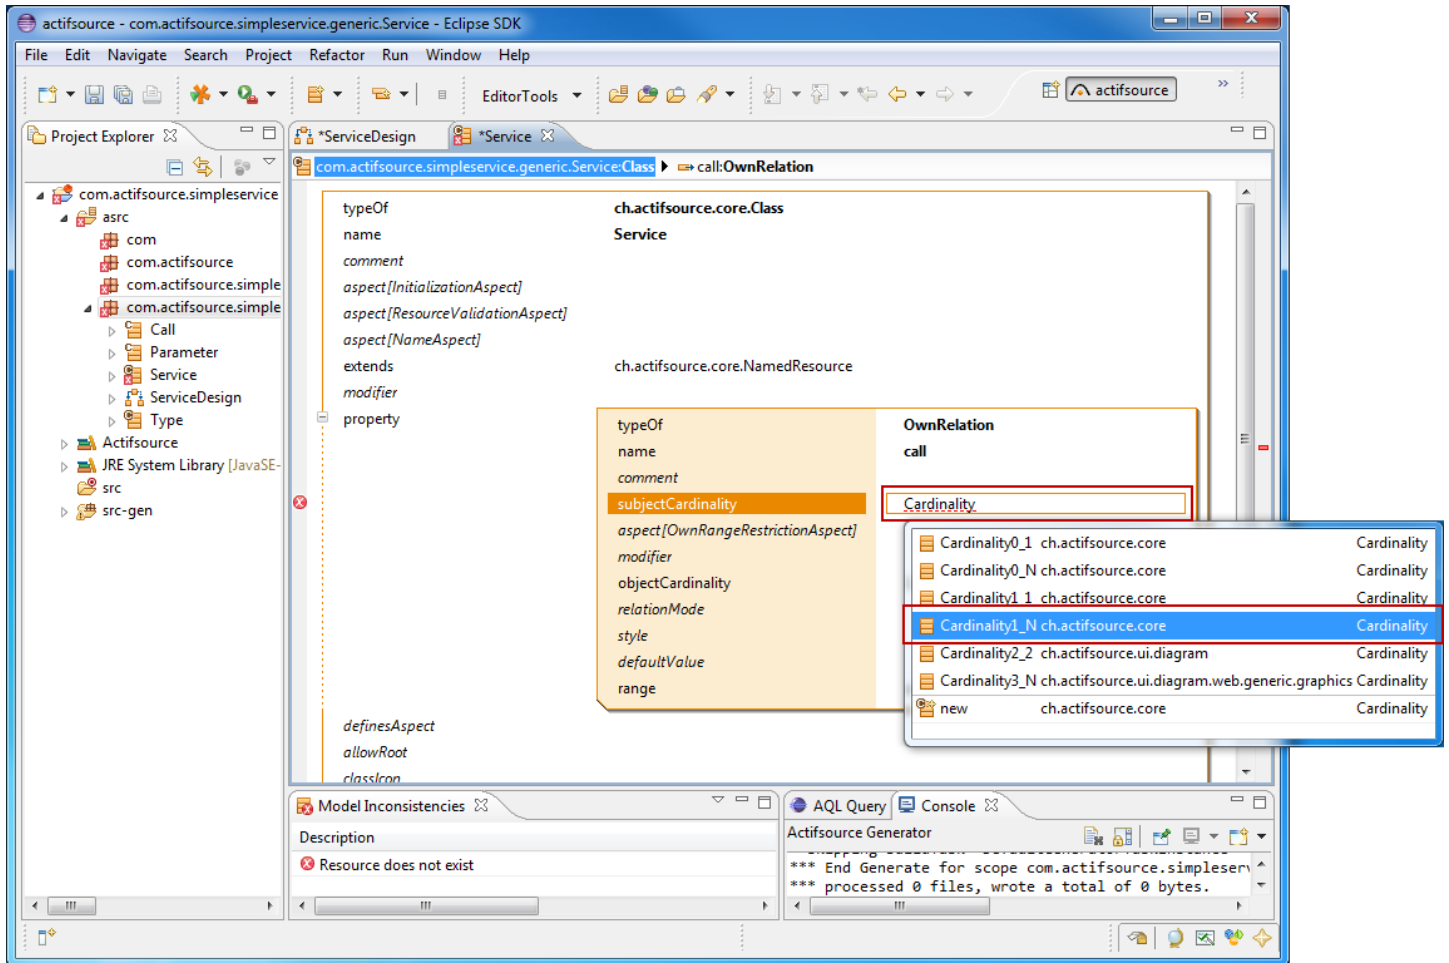 actifsource - com.actifsource.simpleservice.generic.Service - Eclipse SDK
File Edit Navigate Search Project Refactor Run Window Help
EditorTools
actifsource
Project Explorer
*ServiceDesign
*Service
com.actifsource.simpleservice.generic.Service:Class
call:OwnRelation
com.actifsource.simpleservice
asrc
com
com.actifsource
com.actifsource.simple
com.actifsource.simple
Call
Parameter
Service
ServiceDesign
Type
Actifsource
JRE System Library [JavaSE-
src
src-gen
typeOf ch.actifsource.core.Class
name Service
comment
aspect[InitializationAspect]
aspect[ResourceValidationAspect]
aspect[NameAspect]
extends ch.actifsource.core.NamedResource
modifier
property
typeOf OwnRelation
name call
comment
subjectCardinality Cardinality
aspect[OwnRangeRestrictionAspect]
modifier
objectCardinality
relationMode
style
defaultValue
range
Cardinality0_1 ch.actifsource.core Cardinality
Cardinality0_N ch.actifsource.core Cardinality
Cardinality1_1 ch.actifsource.core Cardinality
Cardinality1_N ch.actifsource.core Cardinality
Cardinality2_2 ch.actifsource.ui.diagram Cardinality
Cardinality3_N ch.actifsource.ui.diagram.web.generic.graphics Cardinality
new ch.actifsource.core Cardinality
definesAspect
allowRoot
classIcon
Model Inconsistencies
Description
Resource does not exist
AQL Query
Console
Actifsource Generator
*** End Generate for scope com.actifsource.simpleserv
*** processed 0 files, wrote a total of 0 bytes.